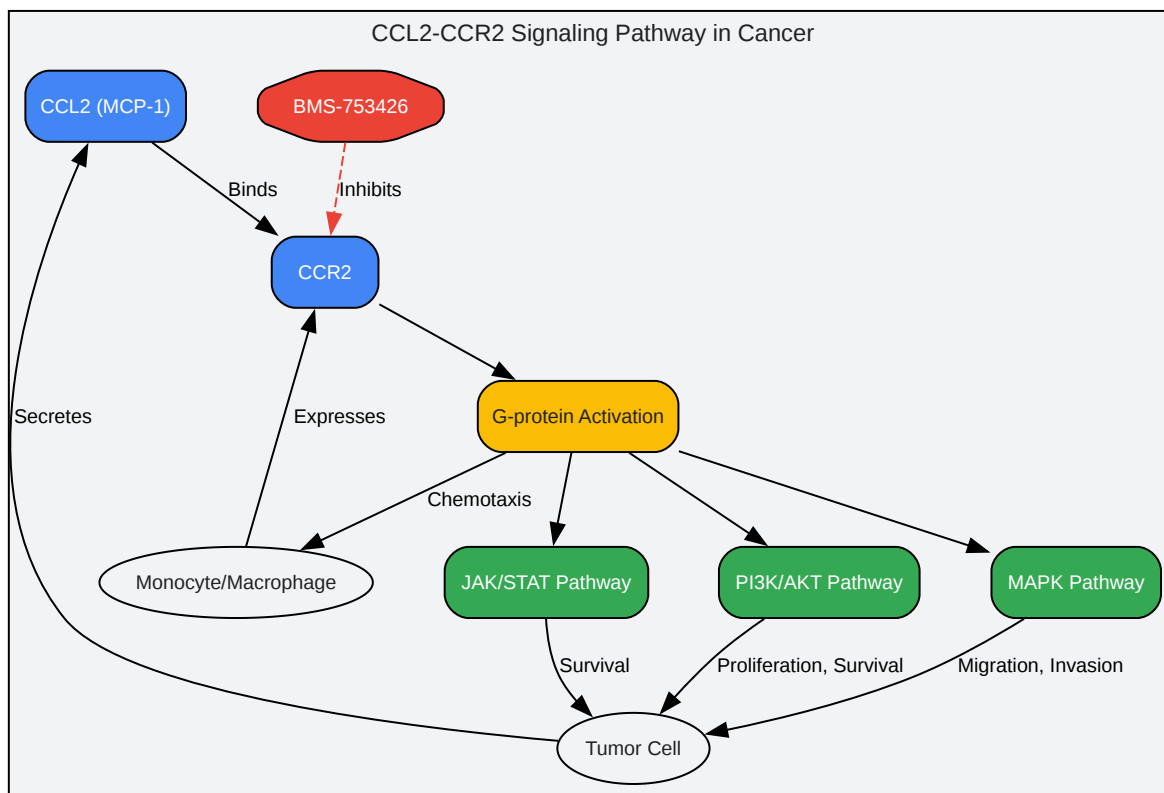 CCL2-CCR2 Signaling Pathway in Cancer
CCL2 (MCP-1)
BMS-753426
Binds
Inhibits
CCR2
Secretes
Expresses
G-protein Activation
Chemotaxis
Monocyte/Macrophage
JAK/STAT Pathway
PI3K/AKT Pathway
MAPK Pathway
Survival
Proliferation, Survival
Migration, Invasion
Tumor Cell